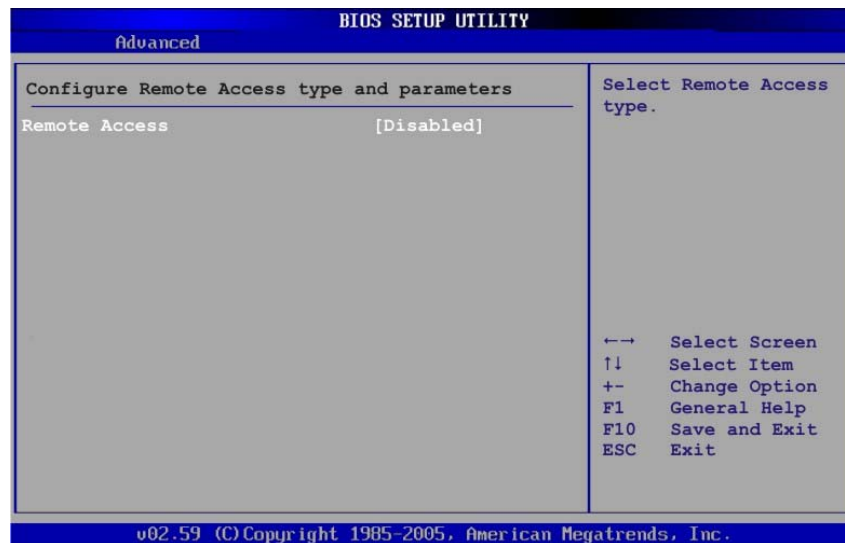 BIOS SETUP UTILITY
Advanced
Configure Remote Access type and parameters
Remote Access [Disabled]
Select Remote Access
type.
←→ Select Screen
↑↓ Select Item
+- Change Option
F1 General Help
F10 Save and Exit
ESC Exit
v02.59 (C)Copyright 1985-2005, American Megatrends, Inc.